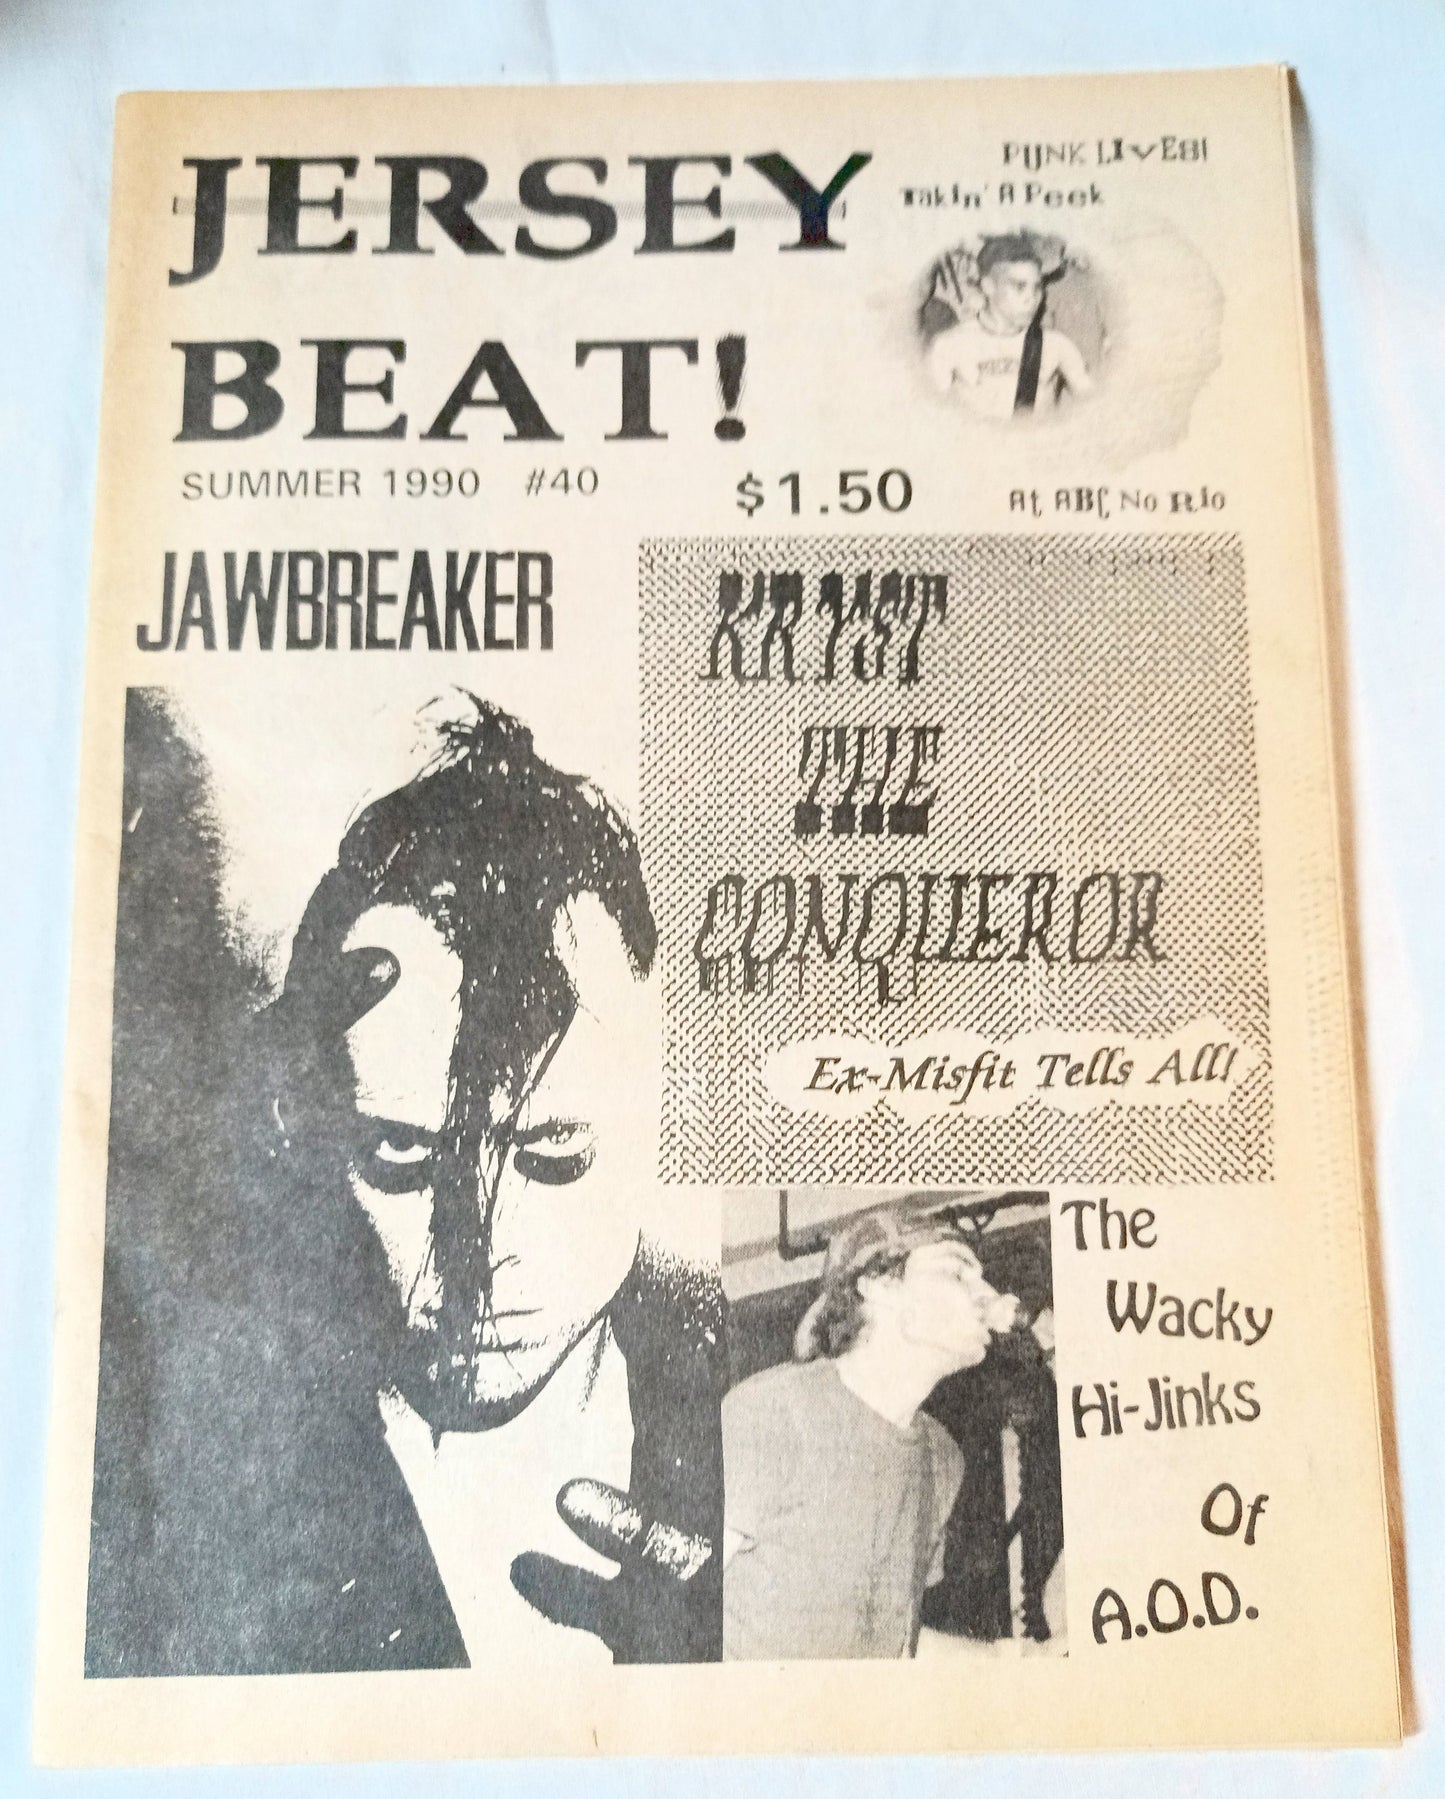 JERSEY
BEAT!
PUNK LIVES!
Takin' A Peek
SUMMER 1990 #40
$1.50
At ABC No Rio
JAWBREAKER
KRYST
THE
CONQUEROR
Ex-Misfit Tells All!
The
Wacky
Hi-Jinks
Of
A.O.D.